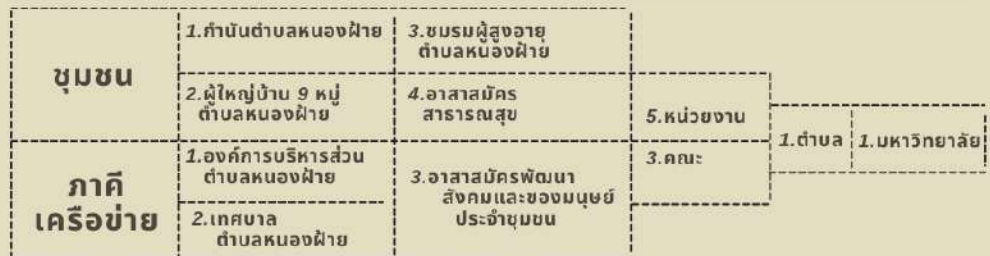 ชุมชน
1.กำนันตำบลหนองฝ้าย
2.ผู้ใหญ่บ้าน 9 หมู่
ตำบลหนองฝ้าย
3.ชมรมผู้สูงอายุ
ตำบลหนองฝ้าย
4.อาสาสมัคร
สาธารณสุข
ภาคี
เครือข่าย
1.องค์การบริหารส่วน
ตำบลหนองฝ้าย
2.เทศบาล
ตำบลหนองฝ้าย
3.อาสาสมัครพัฒนา
สังคมและของมนุษย์
ประจำชุมชน
5.หน่วยงาน
3.คณะ
1.ตำบล
1.มหาวิทยาลัย